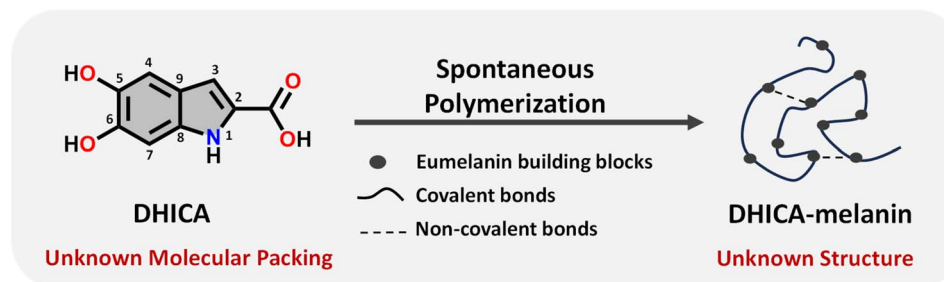 HO
HO
5
6
4
9
3
2
8
7
N
H
1
O
OH
DHICA
Unknown Molecular Packing
Spontaneous
Polymerization
Eumelanin building blocks
Covalent bonds
Non-covalent bonds
DHICA-melanin
Unknown Structure